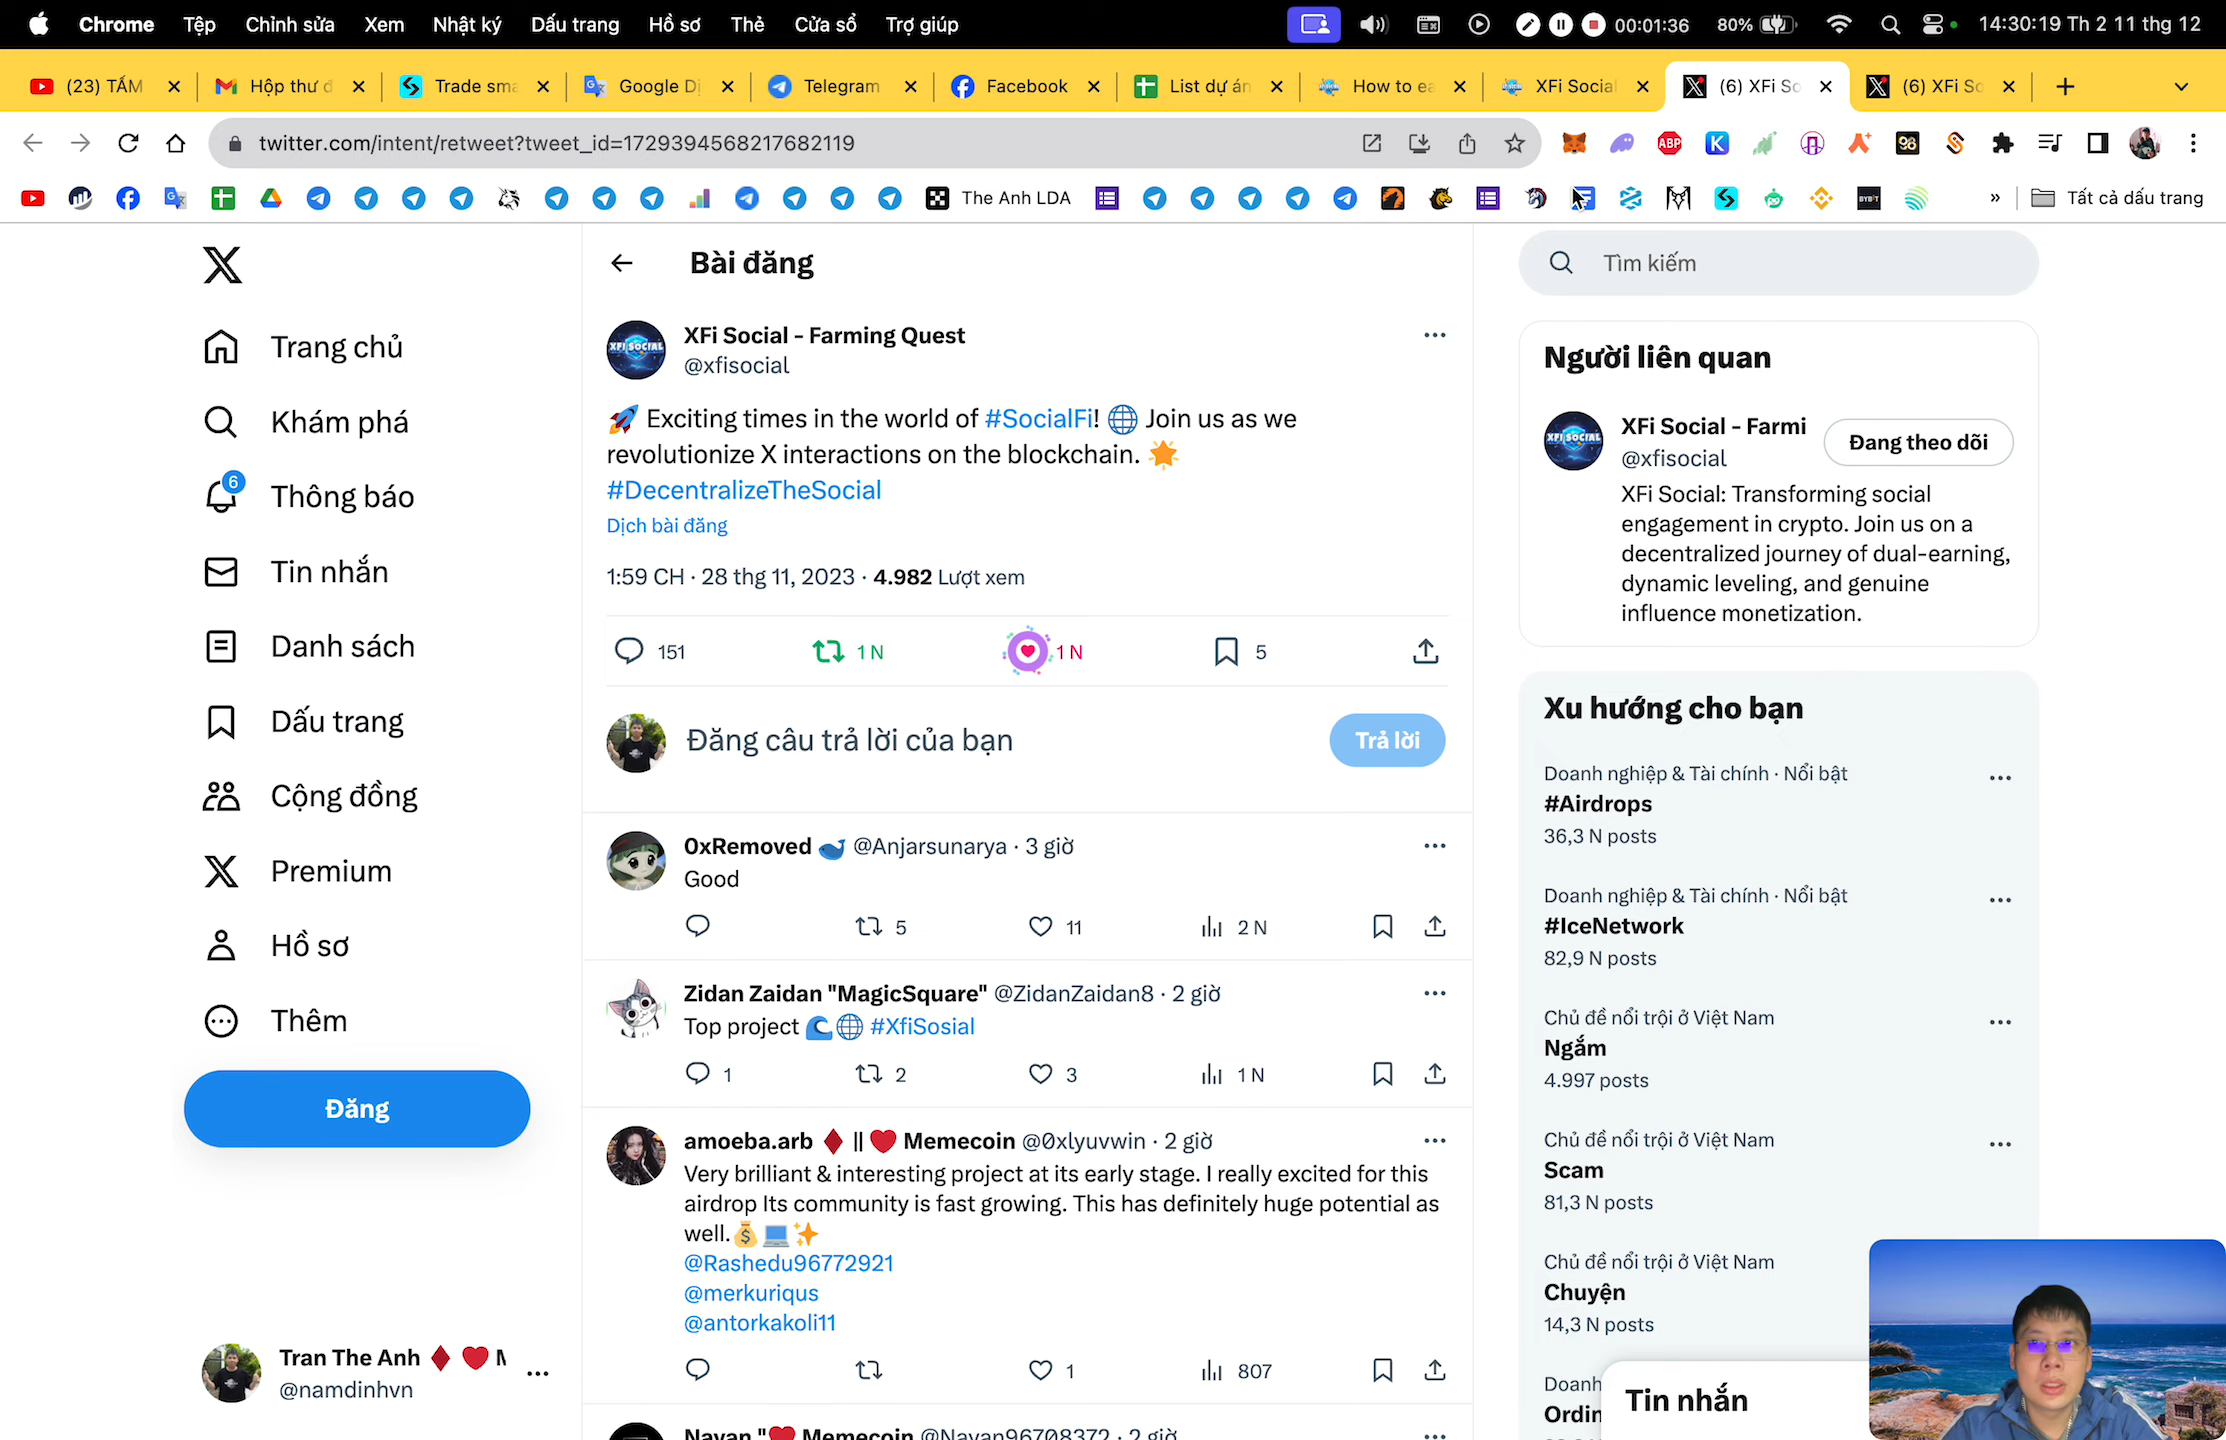 Chrome Tệp Chỉnh sửa Xem Nhật ký Dấu trang Hồ sơ Thẻ Cửa sổ Trợ giúp 00:01:36 80% 14:30:19 Th 2 11 thg 12
(23) TẤM Hộp thư đ Trade sma Google Dị Telegram Facebook List dự án How to ea XFi Social (6) XFi So (6) XFi So
twitter.com/intent/retweet?tweet_id=1729394568217682119
The Anh LDA Tất cả dấu trang
Trang chủ
Khám phá
6
Thông báo
Tin nhắn
Danh sách
Dấu trang
Cộng đồng
Premium
Hồ sơ
Thêm
Đăng
Tran The Anh
@namdinhvn
Bài đăng
XFi Social - Farming Quest
@xfisocial
Exciting times in the world of #SocialFi! Join us as we
revolutionize X interactions on the blockchain.
#DecentralizeTheSocial
Dịch bài đăng
1:59 CH · 28 thg 11, 2023 · 4.982 Lượt xem
151 1 N 1 N 5
Đăng câu trả lời của bạn Trả lời
0xRemoved @Anjarsunarya · 3 giờ
Good
5 11 2 N
Zidan Zaidan "MagicSquare" @ZidanZaidan8 · 2 giờ
Top project #XfiSosial
1 2 3 1 N
amoeba.arb || Memecoin @0xlyuvwin · 2 giờ
Very brilliant & interesting project at its early stage. I really excited for this
airdrop Its community is fast growing. This has definitely huge potential as
well.
@Rashedu96772921
@merkuriqus
@antorkakoli11
1 807
Nayan " Memecoin @Nayan96708372 · 2 giờ
Tìm kiếm
Người liên quan
XFi Social - Farmi
@xfisocial
Đang theo dõi
XFi Social: Transforming social
engagement in crypto. Join us on a
decentralized journey of dual-earning,
dynamic leveling, and genuine
influence monetization.
Xu hướng cho bạn
Doanh nghiệp & Tài chính · Nổi bật
#Airdrops
36,3 N posts
Doanh nghiệp & Tài chính · Nổi bật
#IceNetwork
82,9 N posts
Chủ đề nổi trội ở Việt Nam
Ngắm
4.997 posts
Chủ đề nổi trội ở Việt Nam
Scam
81,3 N posts
Chủ đề nổi trội ở Việt Nam
Chuyện
14,3 N posts
Doanh
Ordin
Tin nhắn